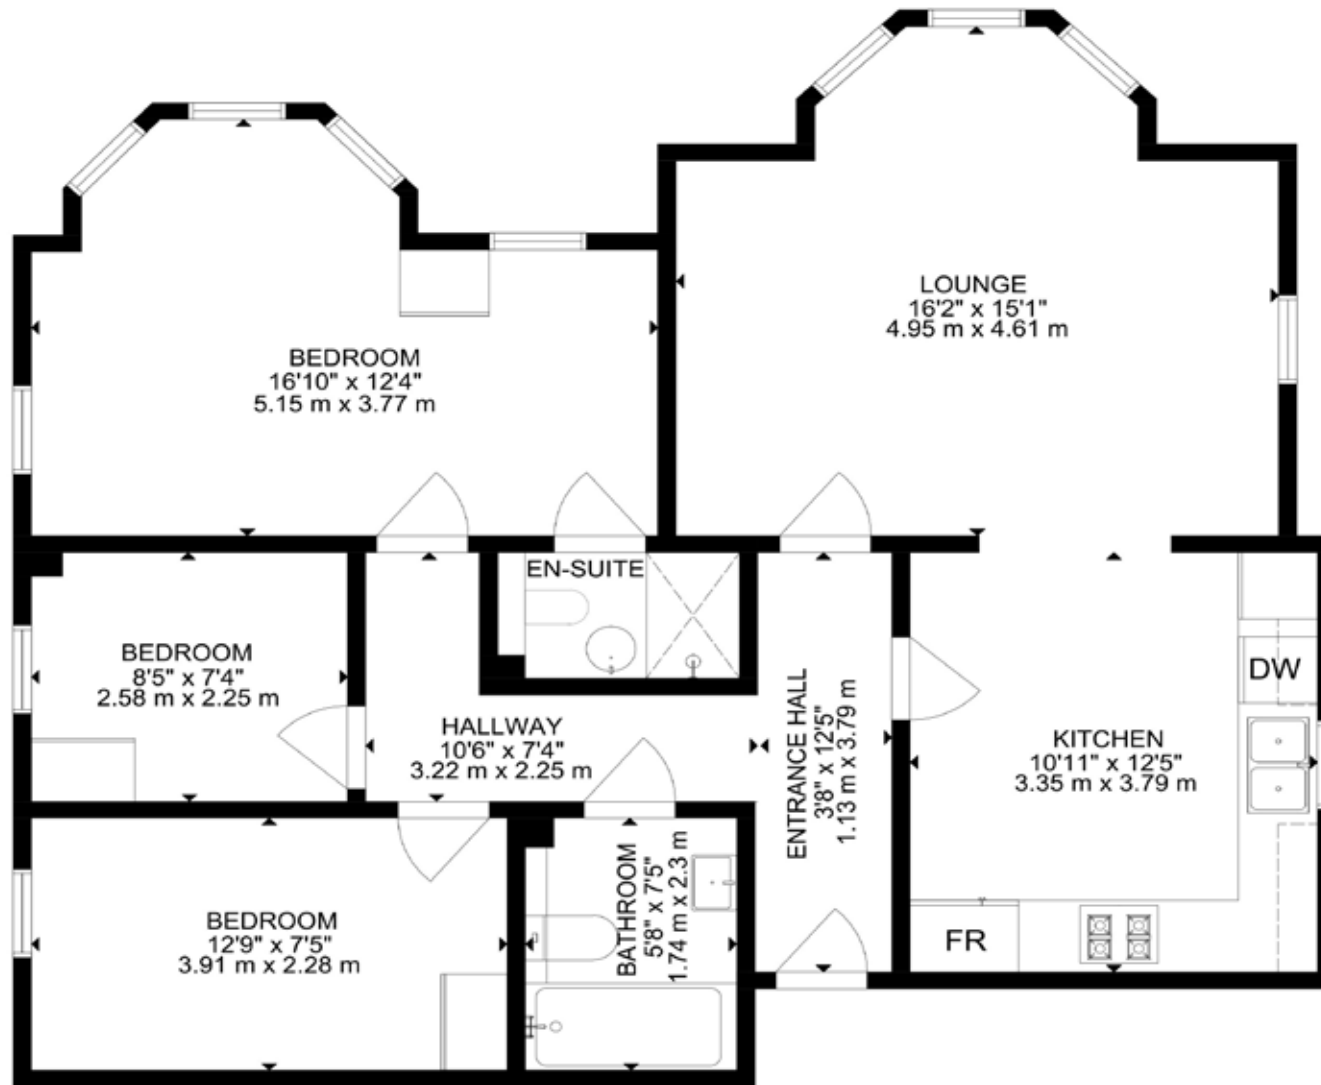 LOUNGE
16'2" x 15'1"
4.95 m x 4.61 m
BEDROOM
16'10" x 12'4"
5.15 m x 3.77 m
EN-SUITE
BEDROOM
8'5" x 7'4"
2.58 m x 2.25 m
HALLWAY
10'6" x 7'4"
3.22 m x 2.25 m
ENTRANCE HALL
3'8" x 12'5"
1.13 m x 3.79 m
DW
KITCHEN
10'11" x 12'5"
3.35 m x 3.79 m
BEDROOM
12'9" x 7'5"
3.91 m x 2.28 m
BATHROOM
5'8" x 7'5"
1.74 m x 2.3 m
FR